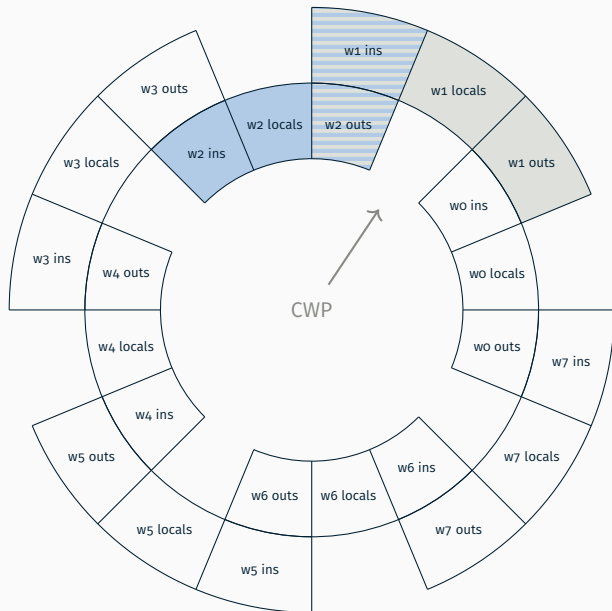 w1 ins
w3 outs
w1 locals
w2 locals
w2 outs
w2 ins
w3 locals
w1 outs
w0 ins
w3 ins
w4 outs
w0 locals
CWP
w4 locals
w0 outs
w7 ins
w4 ins
w5 outs
w7 locals
w6 ins
w6 outs
w6 locals
w5 locals
w7 outs
w5 ins